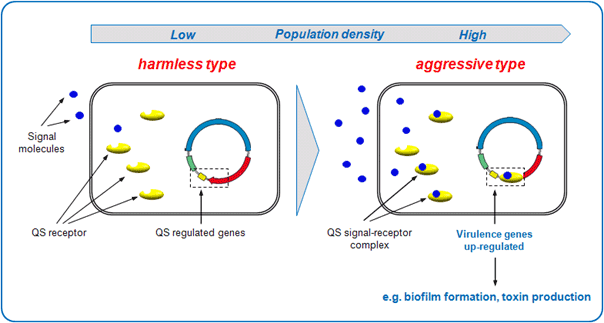 Low Population density High
harmless type
aggressive type
Signal
molecules
QS receptor
QS regulated genes
QS signal-receptor
complex
Virulence genes
up-regulated
e.g. biofilm formation, toxin production